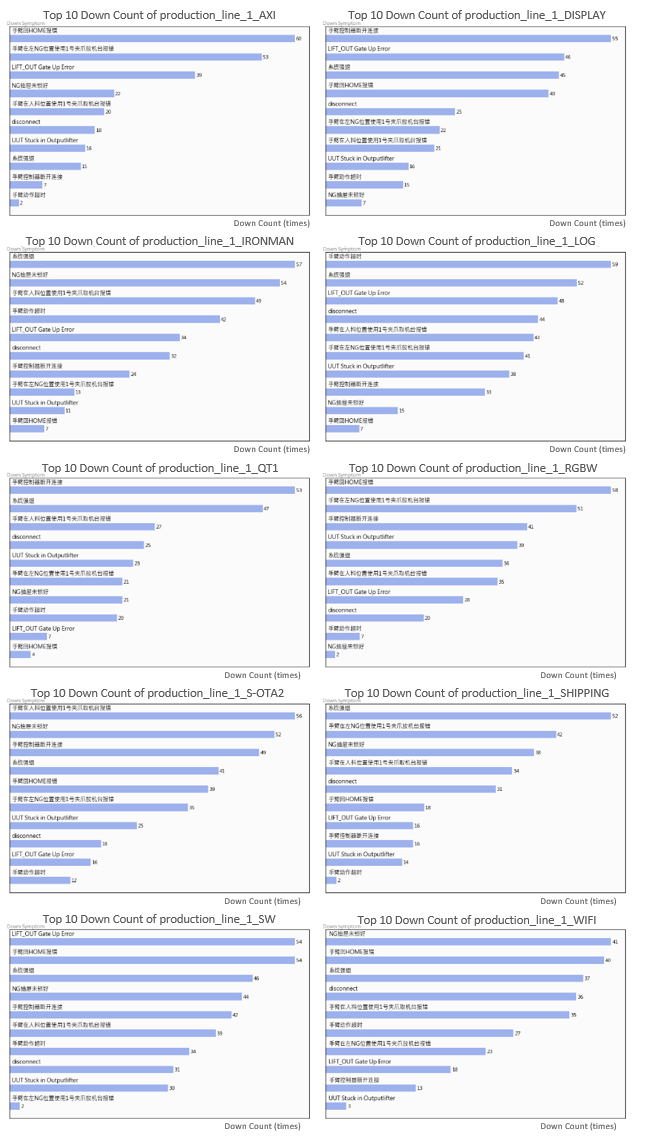 Top 10 Down Count of production_line_1_AXI
Down Symptom
手臂回HOME报错
60
手臂在左NG位置使用1号夹爪放机台报错
53
LIFT_OUT Gate Up Error
39
NG抽屉未锁好
22
手臂在入料位置使用1号夹爪取机台报错
20
disconnect
18
UUT Stuck in Outputlifter
16
系统强退
15
手臂控制器断开连接
7
手臂动作超时
2
Down Count (times)
Top 10 Down Count of production_line_1_DISPLAY
手臂控制器断开连接
55
LIFT_OUT Gate Up Error
46
系统强退
45
手臂回HOME报错
43
disconnect
25
手臂在左NG位置使用1号夹爪放机台报错
22
手臂在入料位置使用1号夹爪取机台报错
21
UUT Stuck in Outputlifter
16
手臂动作超时
15
NG抽屉未锁好
7
Down Count (times)
Top 10 Down Count of production_line_1_IRONMAN
Down Symptom
系统强退
57
NG抽屉未锁好
54
手臂在入料位置使用1号夹爪取机台报错
49
手臂动作超时
42
LIFT_OUT Gate Up Error
34
disconnect
32
手臂控制器断开连接
24
手臂在左NG位置使用1号夹爪放机台报错
13
UUT Stuck in Outputlifter
11
手臂回HOME报错
7
Down Count (times)
Top 10 Down Count of production_line_1_LOG
Down Symptom
手臂动作超时
59
系统强退
52
LIFT_OUT Gate Up Error
48
disconnect
44
手臂在入料位置使用1号夹爪取机台报错
43
手臂在左NG位置使用1号夹爪放机台报错
41
UUT Stuck in Outputlifter
38
手臂控制器断开连接
33
NG抽屉未锁好
15
手臂回HOME报错
7
Down Count (times)
Top 10 Down Count of production_line_1_QT1
Down Symptom
手臂控制器断开连接
53
系统强退
47
手臂在入料位置使用1号夹爪取机台报错
27
disconnect
25
UUT Stuck in Outputlifter
23
手臂在左NG位置使用1号夹爪放机台报错
21
NG抽屉未锁好
21
手臂动作超时
20
LIFT_OUT Gate Up Error
7
手臂回HOME报错
4
Down Count (times)
Top 10 Down Count of production_line_1_RGBW
Down Symptom
手臂回HOME报错
58
手臂在左NG位置使用1号夹爪放机台报错
51
手臂控制器断开连接
41
UUT Stuck in Outputlifter
39
系统强退
36
手臂在入料位置使用1号夹爪取机台报错
35
LIFT_OUT Gate Up Error
28
disconnect
20
手臂动作超时
7
NG抽屉未锁好
2
Down Count (times)
Top 10 Down Count of production_line_1_S-OTA2
Down Symptom
手臂在入料位置使用1号夹爪取机台报错
56
NG抽屉未锁好
52
手臂控制器断开连接
49
系统强退
41
手臂回HOME报错
39
手臂在左NG位置使用1号夹爪放机台报错
35
UUT Stuck in Outputlifter
25
disconnect
18
LIFT_OUT Gate Up Error
16
手臂动作超时
12
Down Count (times)
Top 10 Down Count of production_line_1_SHIPPING
Down Symptom
系统强退
52
手臂在左NG位置使用1号夹爪放机台报错
42
NG抽屉未锁好
38
手臂在入料位置使用1号夹爪取机台报错
34
disconnect
31
手臂回HOME报错
18
LIFT_OUT Gate Up Error
16
手臂控制器断开连接
16
UUT Stuck in Outputlifter
14
手臂动作超时
2
Down Count (times)
Top 10 Down Count of production_line_1_SW
Down Symptom
LIFT_OUT Gate Up Error
54
手臂回HOME报错
54
系统强退
46
NG抽屉未锁好
44
手臂控制器断开连接
42
手臂在入料位置使用1号夹爪取机台报错
39
手臂动作超时
34
disconnect
31
UUT Stuck in Outputlifter
30
手臂在左NG位置使用1号夹爪放机台报错
2
Down Count (times)
Top 10 Down Count of production_line_1_WIFI
Down Symptom
NG抽屉未锁好
41
手臂回HOME报错
40
系统强退
37
disconnect
36
手臂在入料位置使用1号夹爪取机台报错
35
手臂动作超时
27
手臂在左NG位置使用1号夹爪放机台报错
23
LIFT_OUT Gate Up Error
18
手臂控制器断开连接
13
UUT Stuck in Outputlifter
3
Down Count (times)